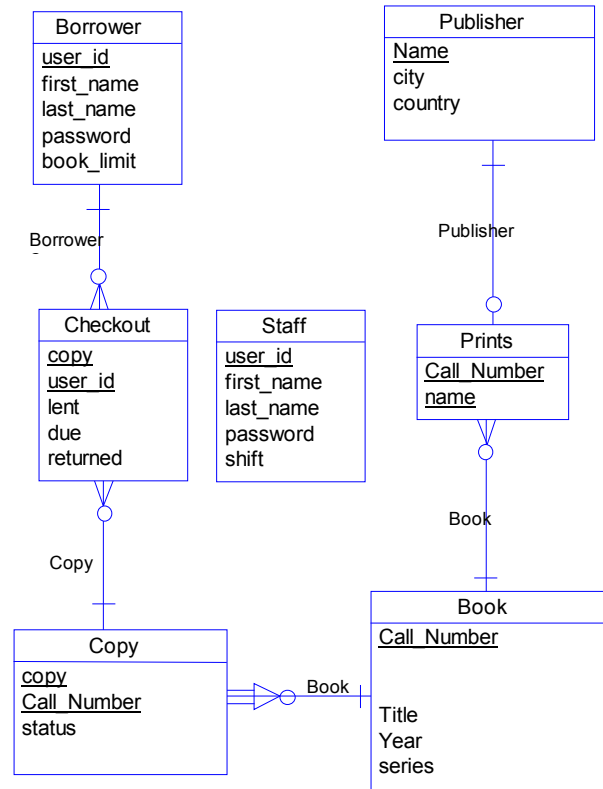 Borrower
user_id
first_name
last_name
password
book_limit
Publisher
Name
city
country
Borrower
Publisher
Checkout
copy
user_id
lent
due
returned
Staff
user_id
first_name
last_name
password
shift
Prints
Call_Number
name
Copy
Book
Copy
copy
Call_Number
status
Book
Book
Call_Number
Title
Year
series